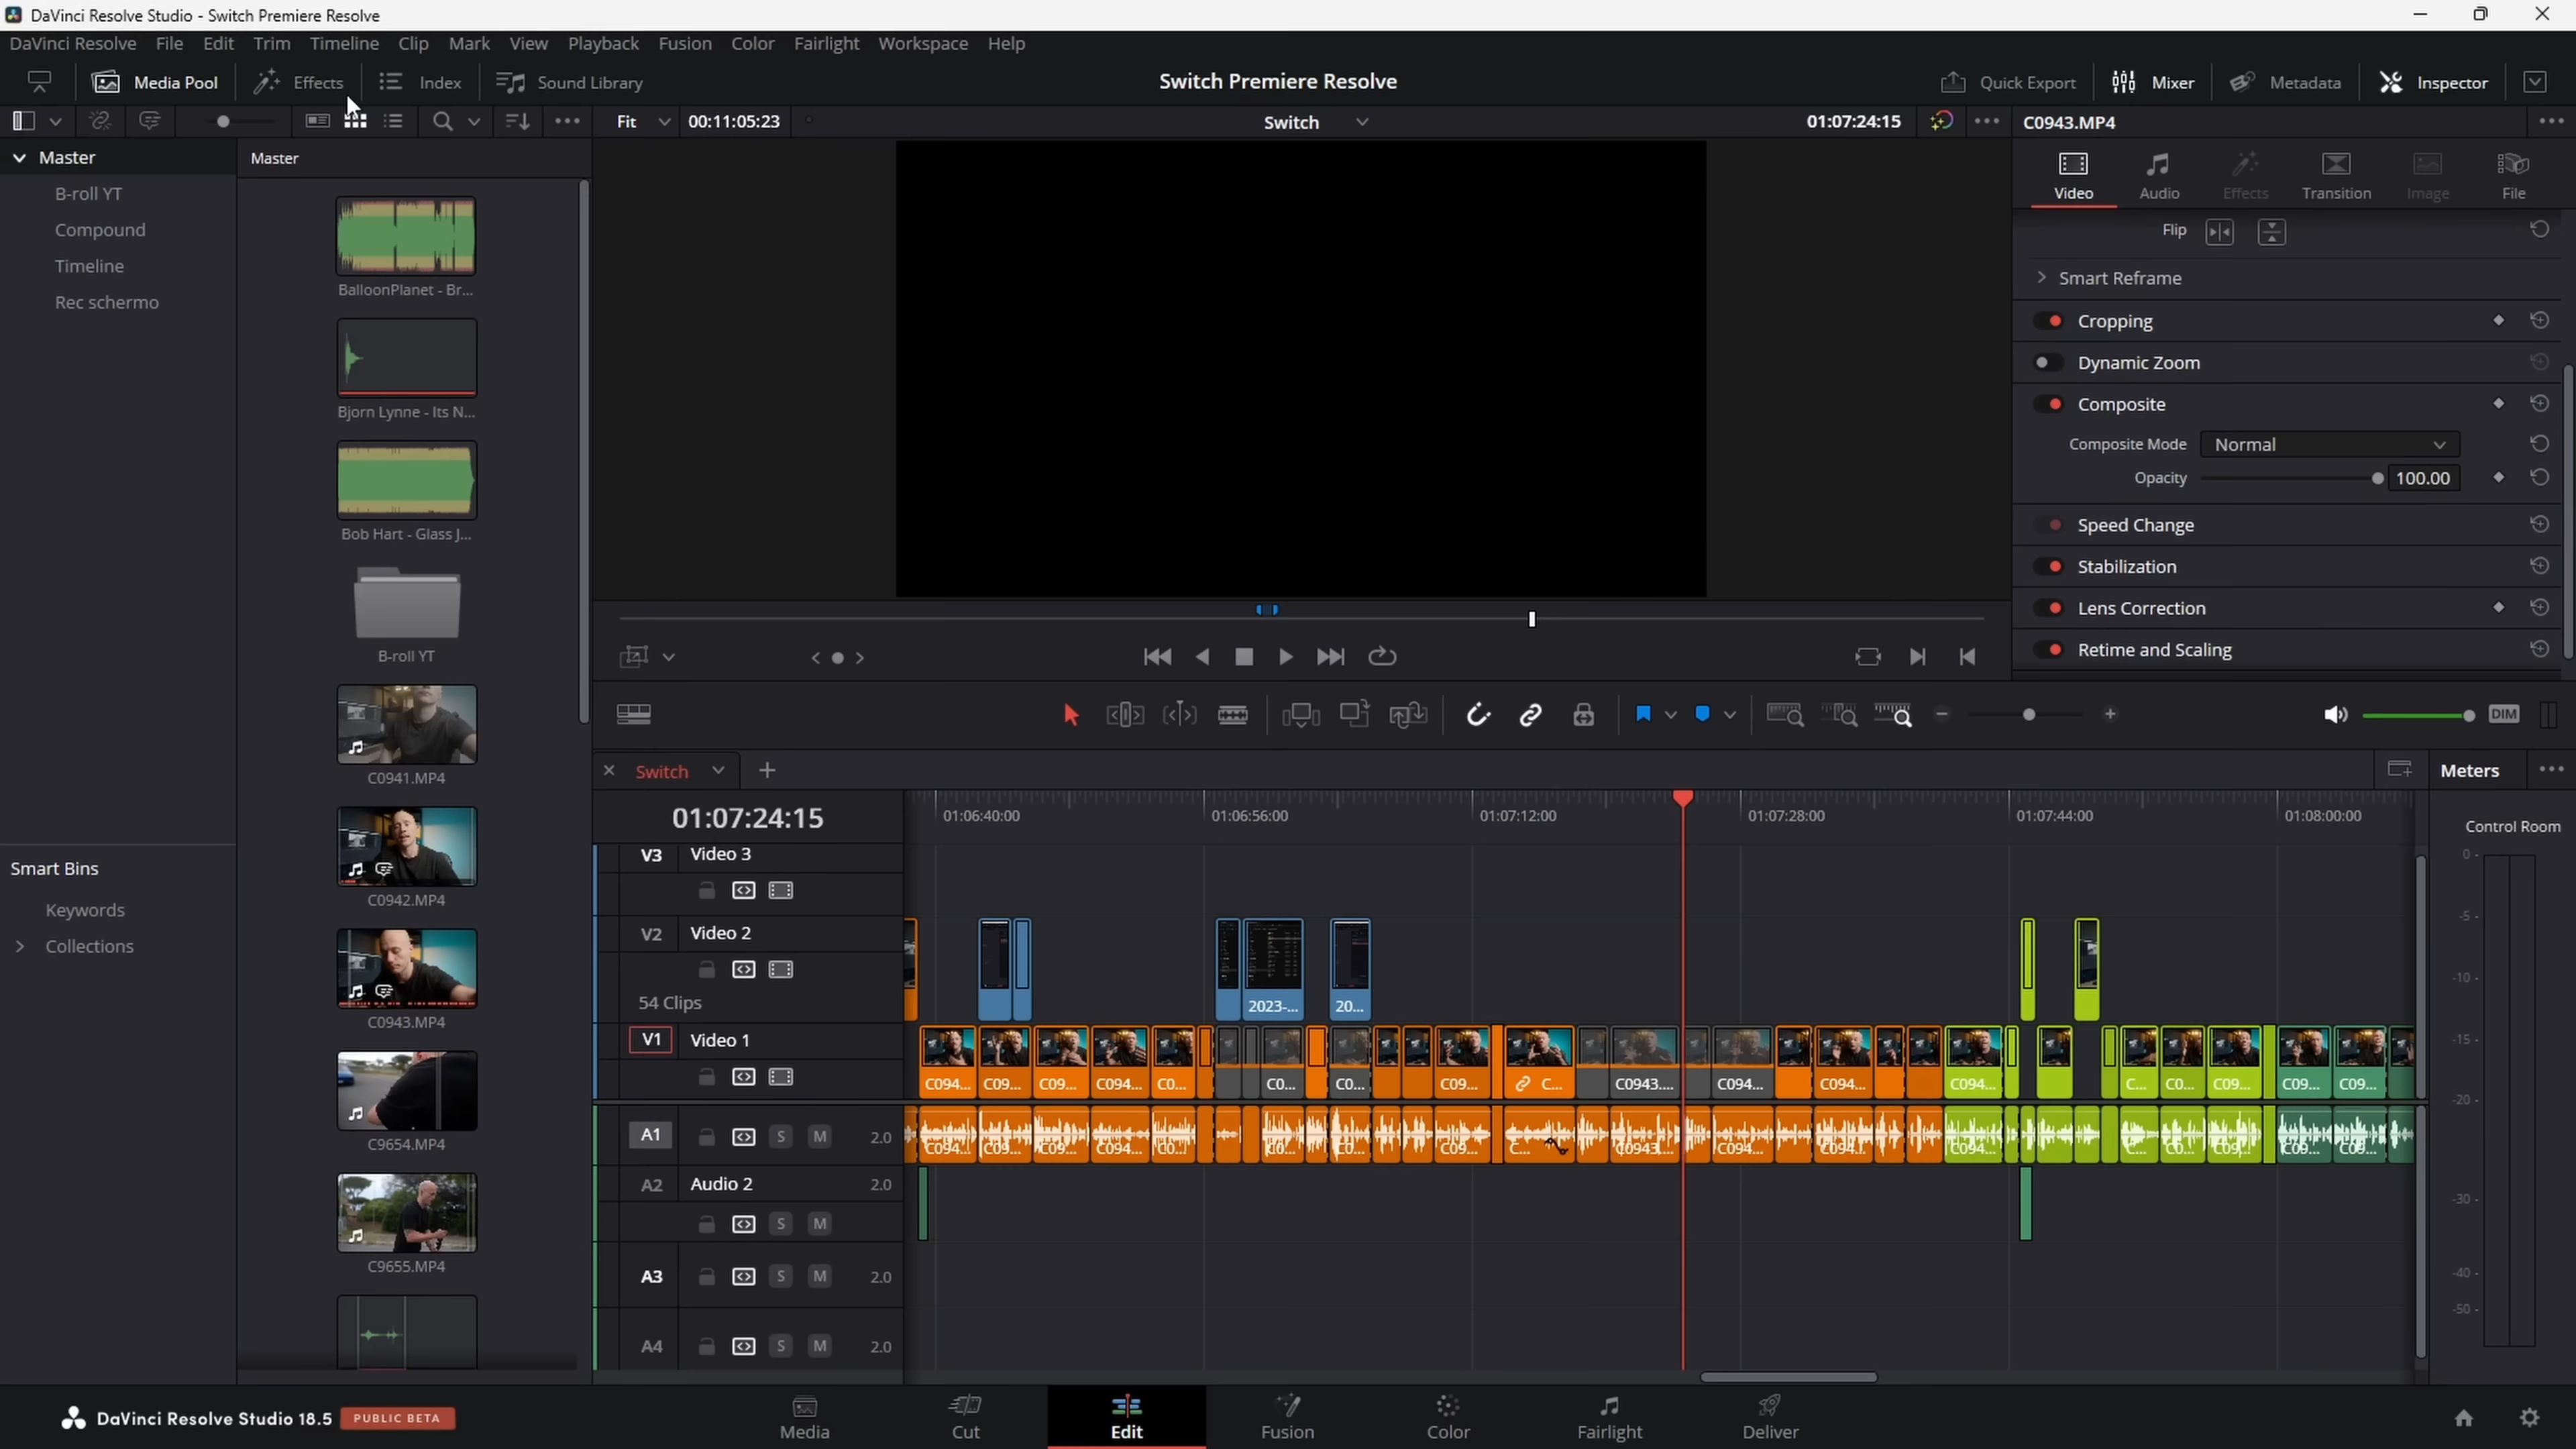 DaVinci Resolve Studio - Switch Premiere Resolve
DaVinci Resolve File Edit Trim Timeline Clip Mark View Playback Fusion Color Fairlight Workspace Help
Media Pool Effects Index Sound Library Switch Premiere Resolve Quick Export Mixer Metadata Inspector
Fit 00:11:05:23 Switch 01:07:24:15 C0943.MP4
Master
B-roll YT
Compound
Timeline
Rec schermo
Smart Bins
Keywords
Collections
Master
BalloonPlanet - Br...
Bjorn Lynne - Its N...
Bob Hart - Glass J...
B-roll YT
C0941.MP4
C0942.MP4
C0943.MP4
C9654.MP4
C9655.MP4
Video Audio Effects Transition Image File
Flip
Smart Reframe
Cropping
Dynamic Zoom
Composite
Composite Mode Normal
Opacity 100.00
Speed Change
Stabilization
Lens Correction
Retime and Scaling
DIM
Switch
Meters
01:07:24:15
01:06:40:00 01:06:56:00 01:07:12:00 01:07:28:00 01:07:44:00 01:08:00:00
V3 Video 3
V2 Video 2
54 Clips
2023-... 20...
V1 Video 1
C094... C09... C09... C094... C0... C0... C0... C09... C... C0943.... C094... C094... C094... C... C0... C09... C09... C09...
A1 S M 2.0
C094... C09... C09... C094... C0... C0... C0... C09... C... C0943... C094... C094... C094... C... C0... C09... C09... C09...
A2 Audio 2 2.0
S M
A3 S M 2.0
A4 S M 2.0
Control Room
0 -
-5 -
-10 -
-15 -
-20 -
-30 -
-40 -
-50 -
DaVinci Resolve Studio 18.5 PUBLIC BETA
Media Cut Edit Fusion Color Fairlight Deliver